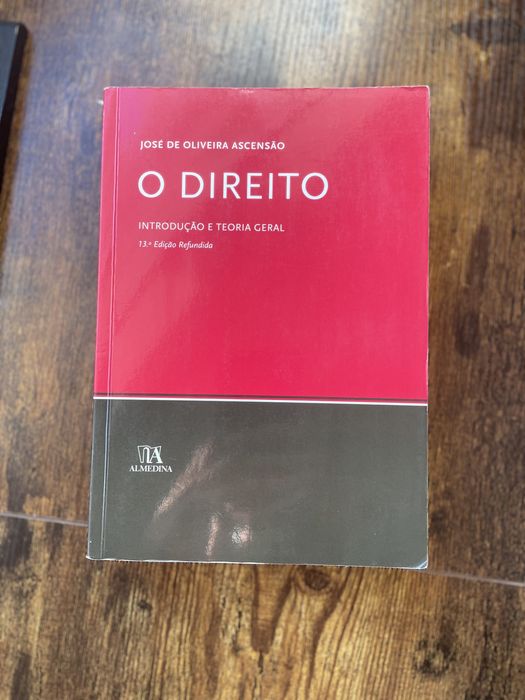 JOSÉ DE OLIVEIRA ASCENSÃO
O DIREITO
INTRODUÇÃO E TEORIA GERAL
13.ª Edição Refundida
ALMEDINA